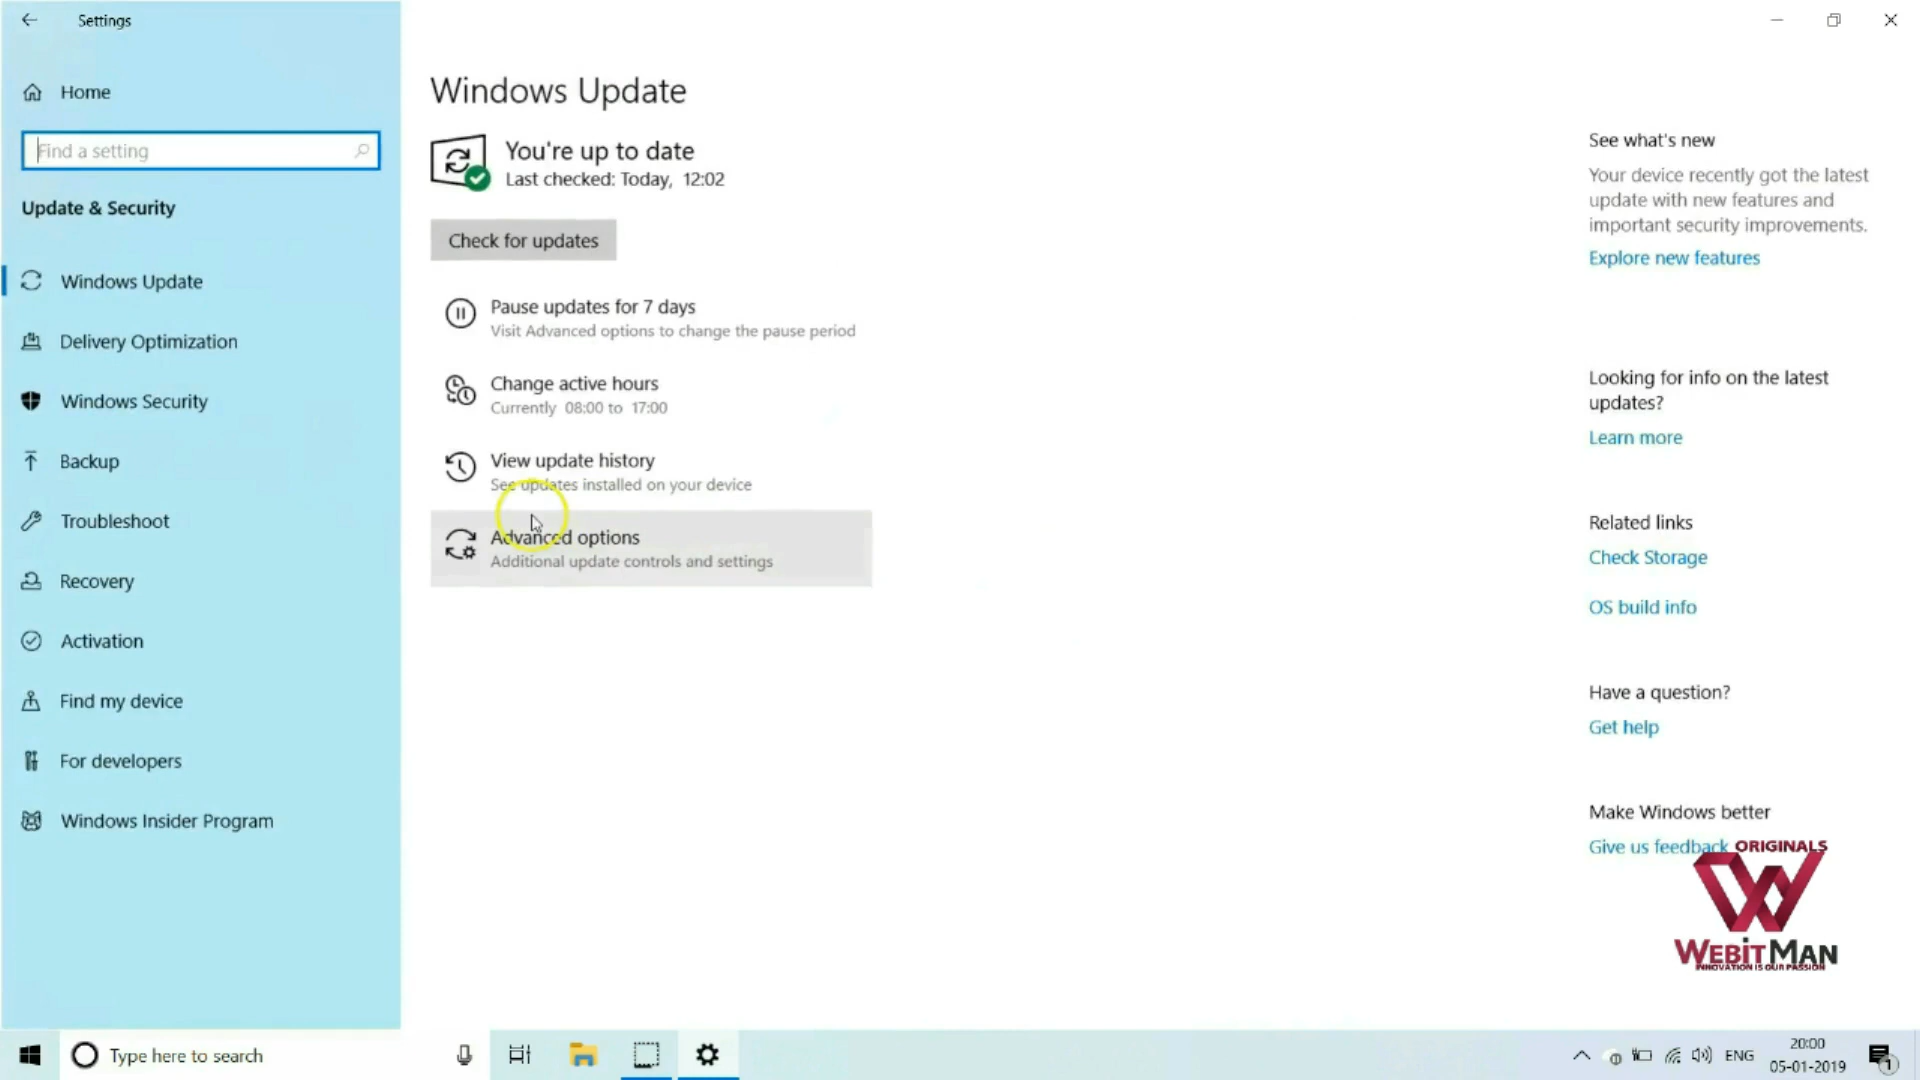 Settings
Home
Find a setting
Update & Security
Windows Update
Delivery Optimization
Windows Security
Backup
Troubleshoot
Recovery
Activation
Find my device
For developers
Windows Insider Program
Windows Update
You're up to date
Last checked: Today, 12:02
Check for updates
Pause updates for 7 days
Visit Advanced options to change the pause period
Change active hours
Currently 08:00 to 17:00
View update history
See updates installed on your device
Advanced options
Additional update controls and settings
See what's new
Your device recently got the latest
update with new features and
important security improvements.
Explore new features
Looking for info on the latest
updates?
Learn more
Related links
Check Storage
OS build info
Have a question?
Get help
Make Windows better
Give us feedback
ORIGINALS
WEBITMAN
INNOVATION IS OUR PASSION
Type here to search
ENG
20:00
05-01-2019
1